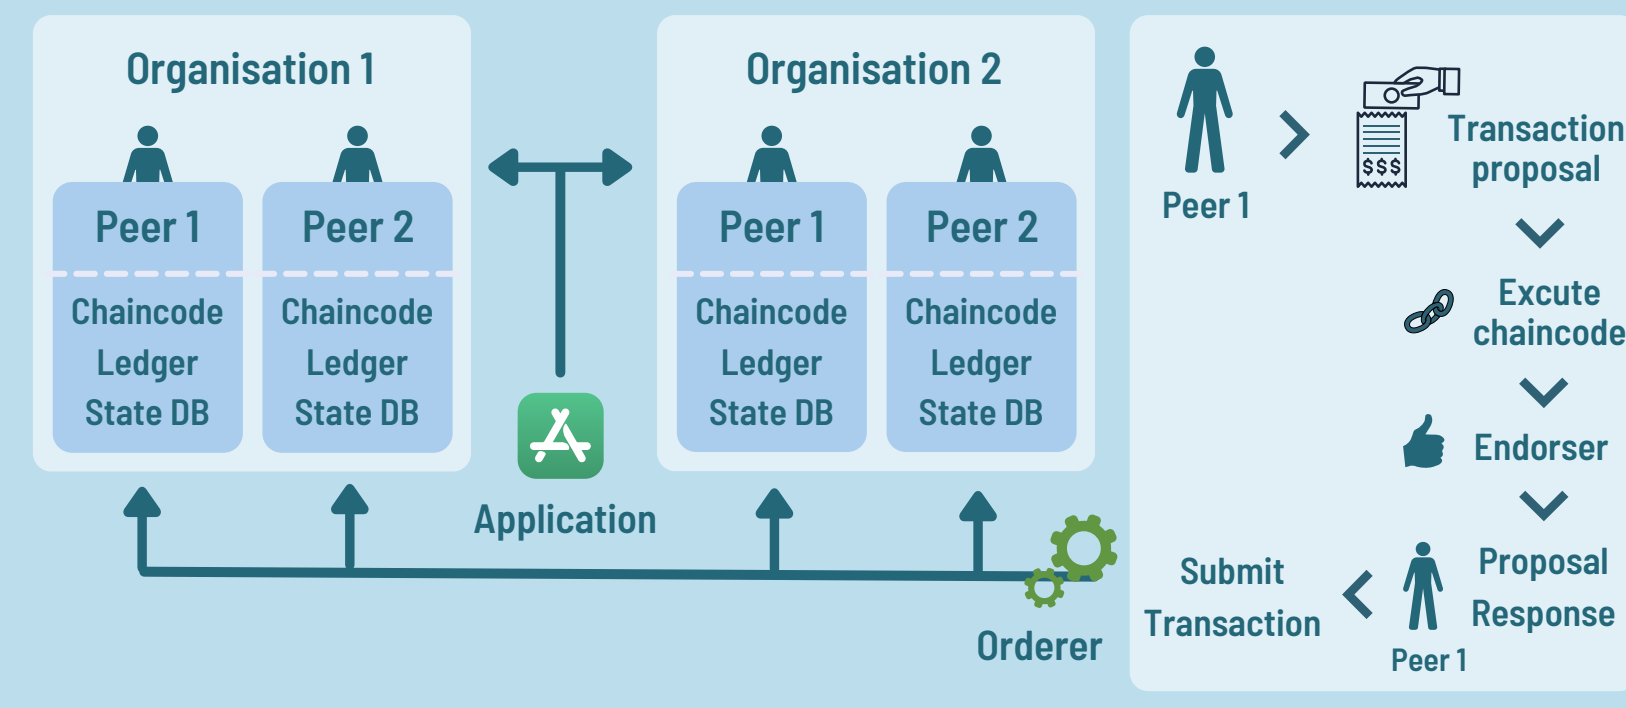 Organisation 1
Peer 1
Chaincode
Ledger
State DB
Peer 2
Chaincode
Ledger
State DB
Application
Organisation 2
Peer 1
Chaincode
Ledger
State DB
Peer 2
Chaincode
Ledger
State DB
Orderer
Peer 1
$$$
Transaction
proposal
Excute
chaincode
Endorser
Proposal
Response
Peer 1
Submit
Transaction